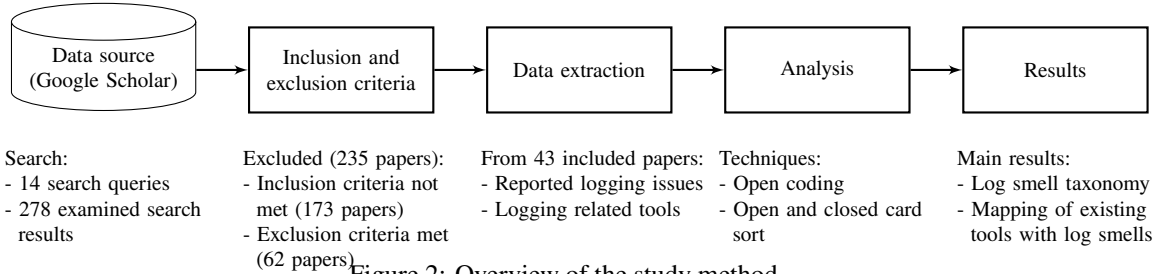 Data source
(Google Scholar)
Inclusion and
exclusion criteria
Data extraction
Analysis
Results
Search:
- 14 search queries
- 278 examined search
results
Excluded (235 papers):
- Inclusion criteria not
met (173 papers)
- Exclusion criteria met
(62 papers)
From 43 included papers:
- Reported logging issues
- Logging related tools
Techniques:
- Open coding
- Open and closed card
sort
Main results:
- Log smell taxonomy
- Mapping of existing
tools with log smells
Figure 2: Overview of the study method